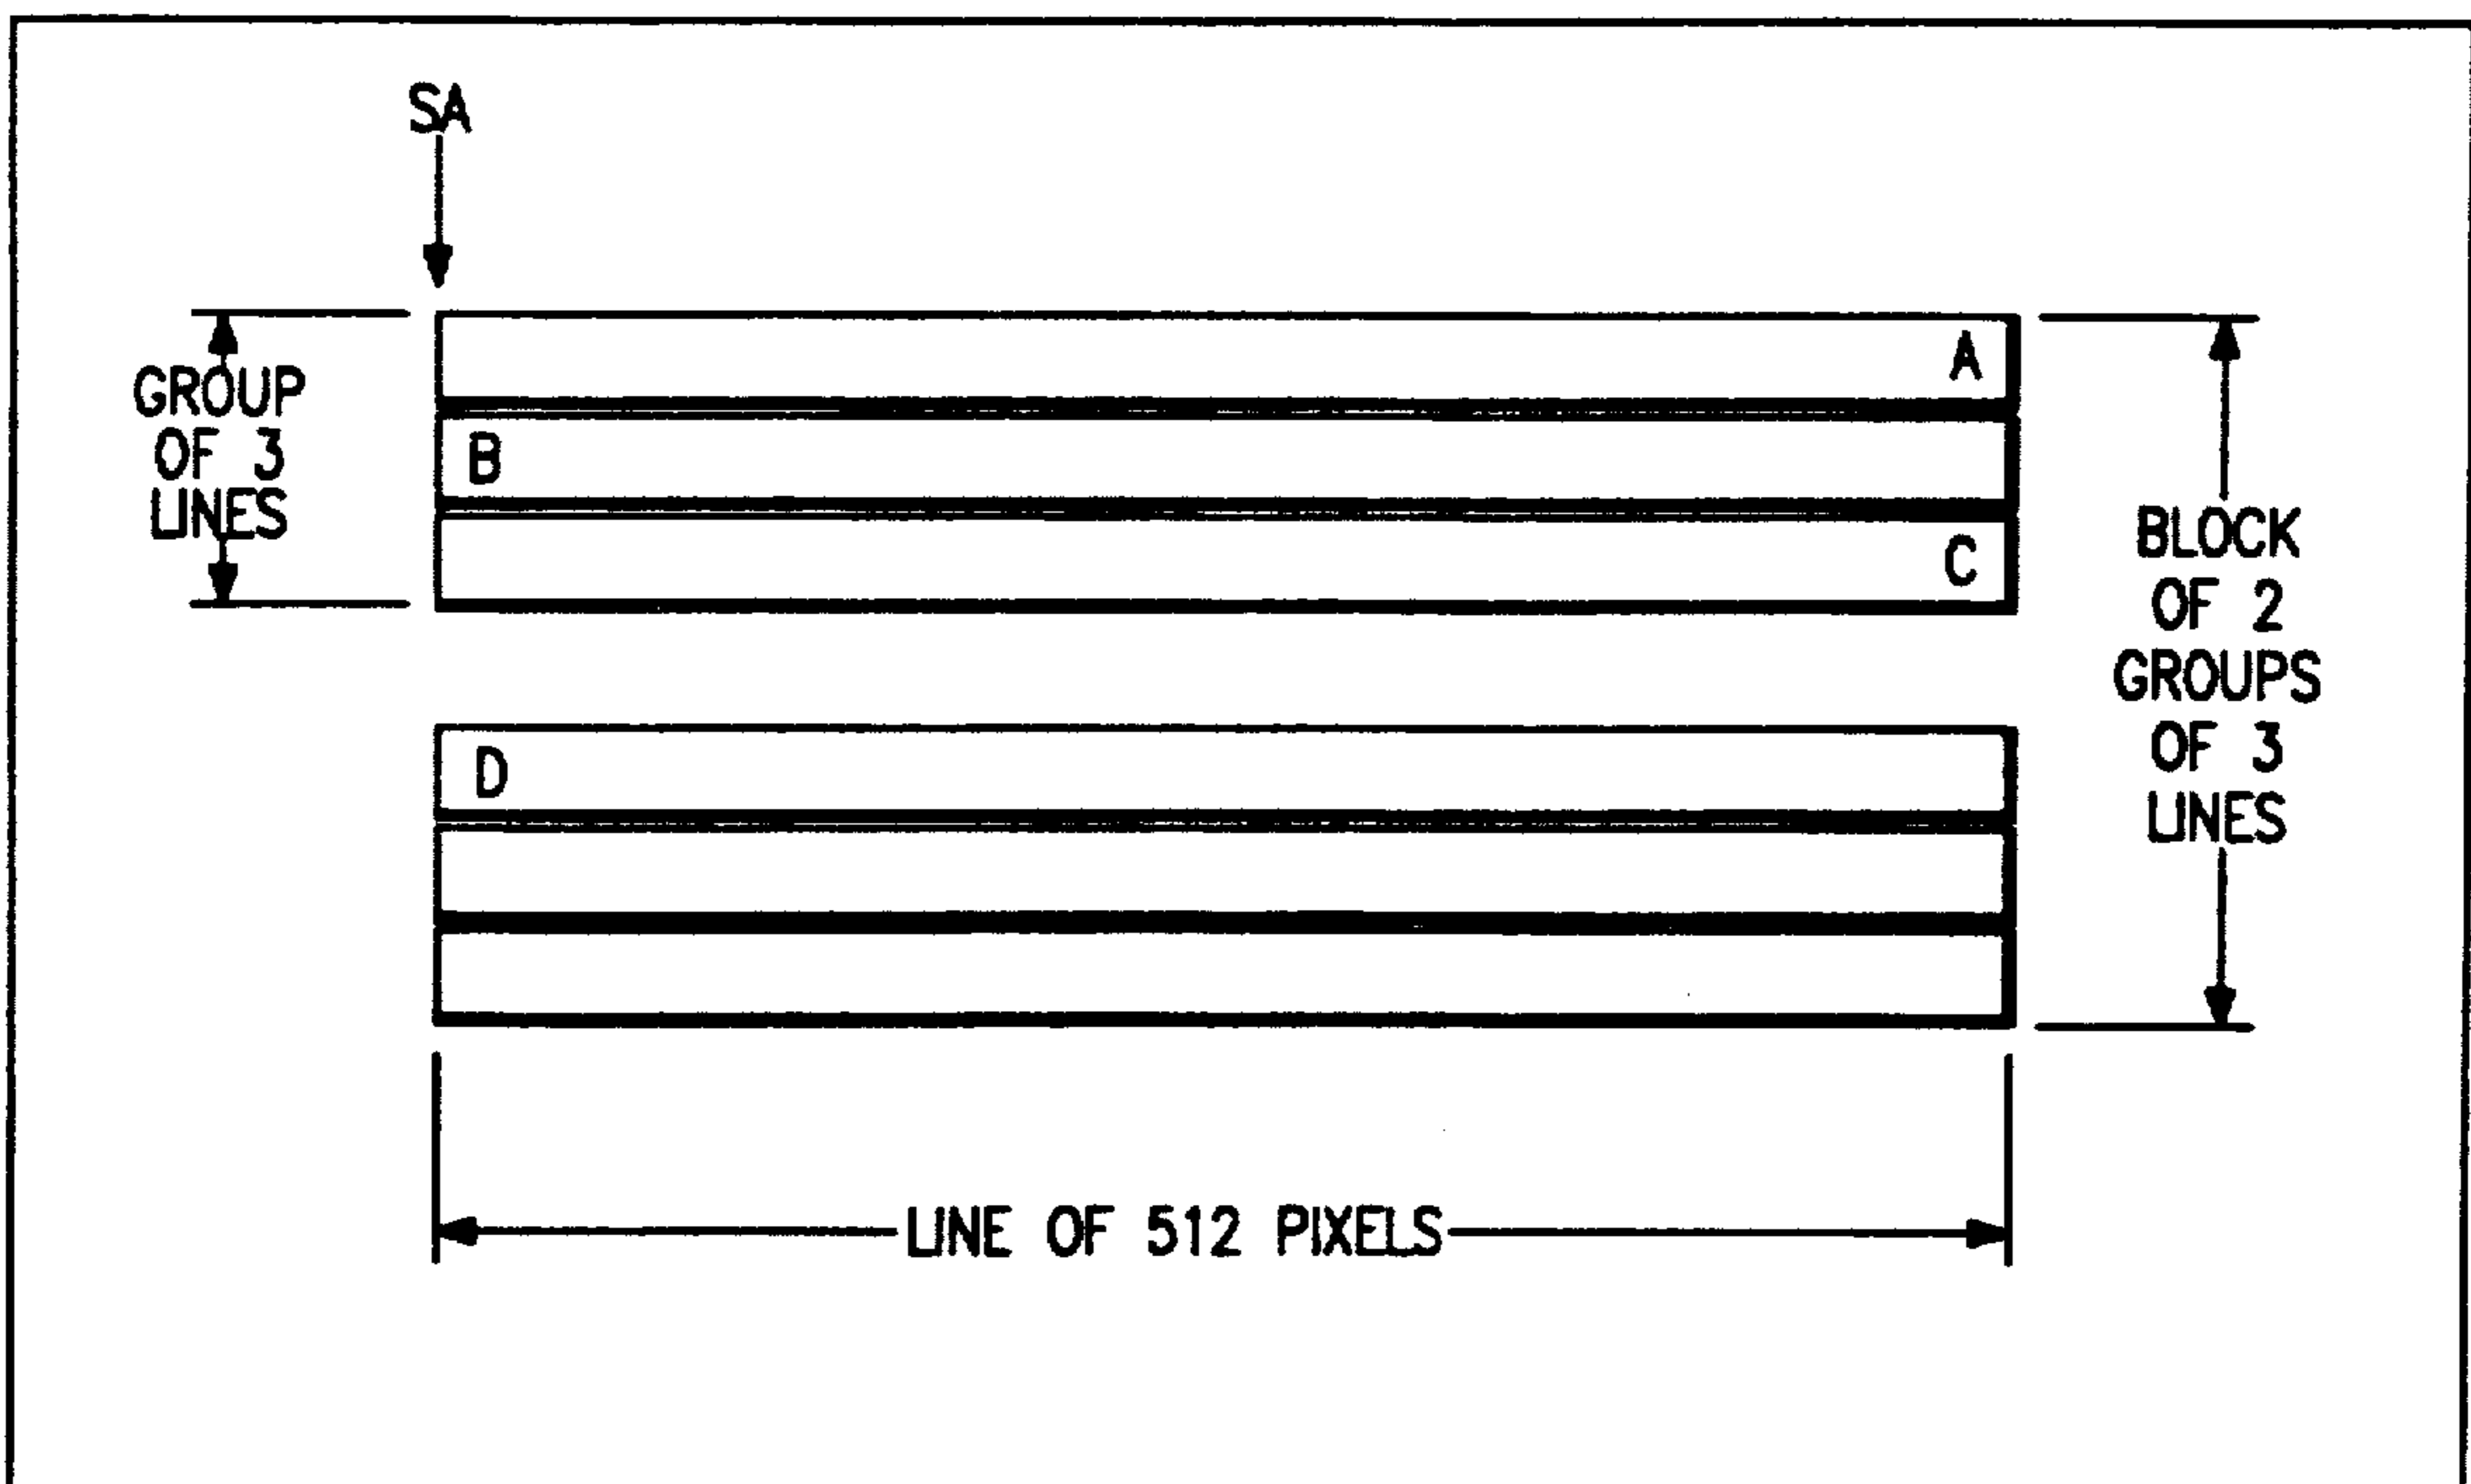 SA
GROUP
OF 3
LINES
A
B
C
D
BLOCK
OF 2
GROUPS
OF 3
LINES
LINE OF 512 PIXELS